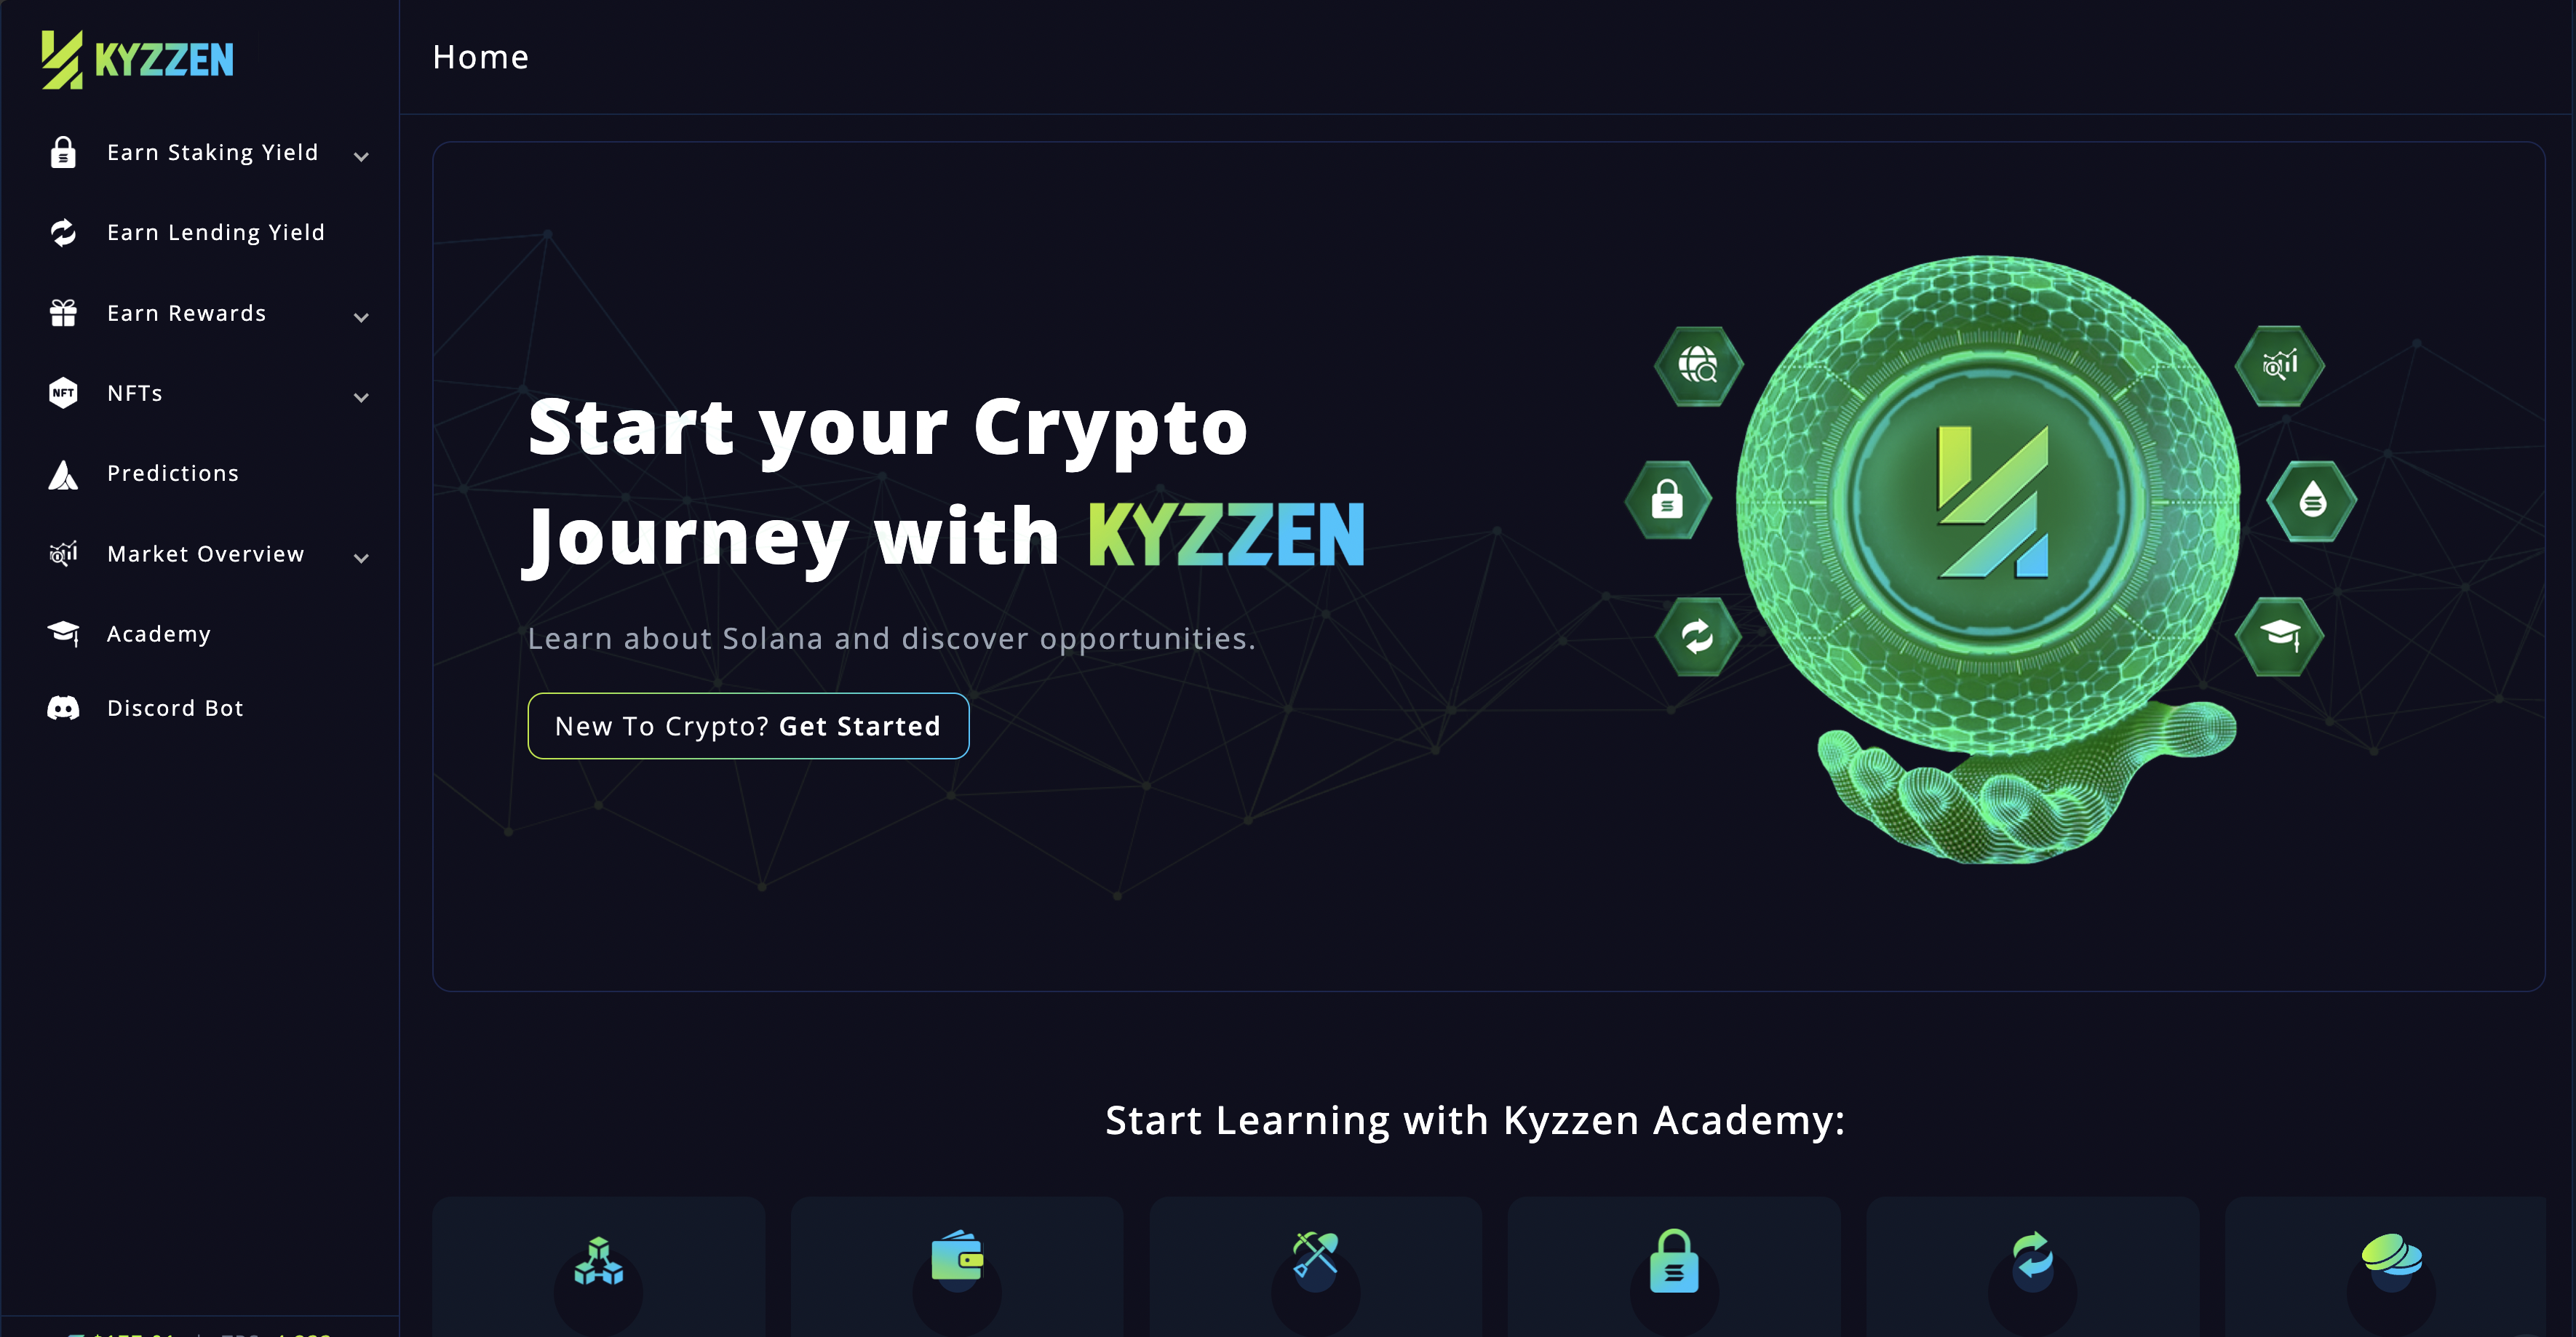 KYZZEN
Home
Earn Staking Yield
Earn Lending Yield
Earn Rewards
NFT
NFTs
Predictions
Market Overview
Academy
Discord Bot
Start your Crypto
Journey with KYZZEN
Learn about Solana and discover opportunities.
New To Crypto? Get Started
Start Learning with Kyzzen Academy: